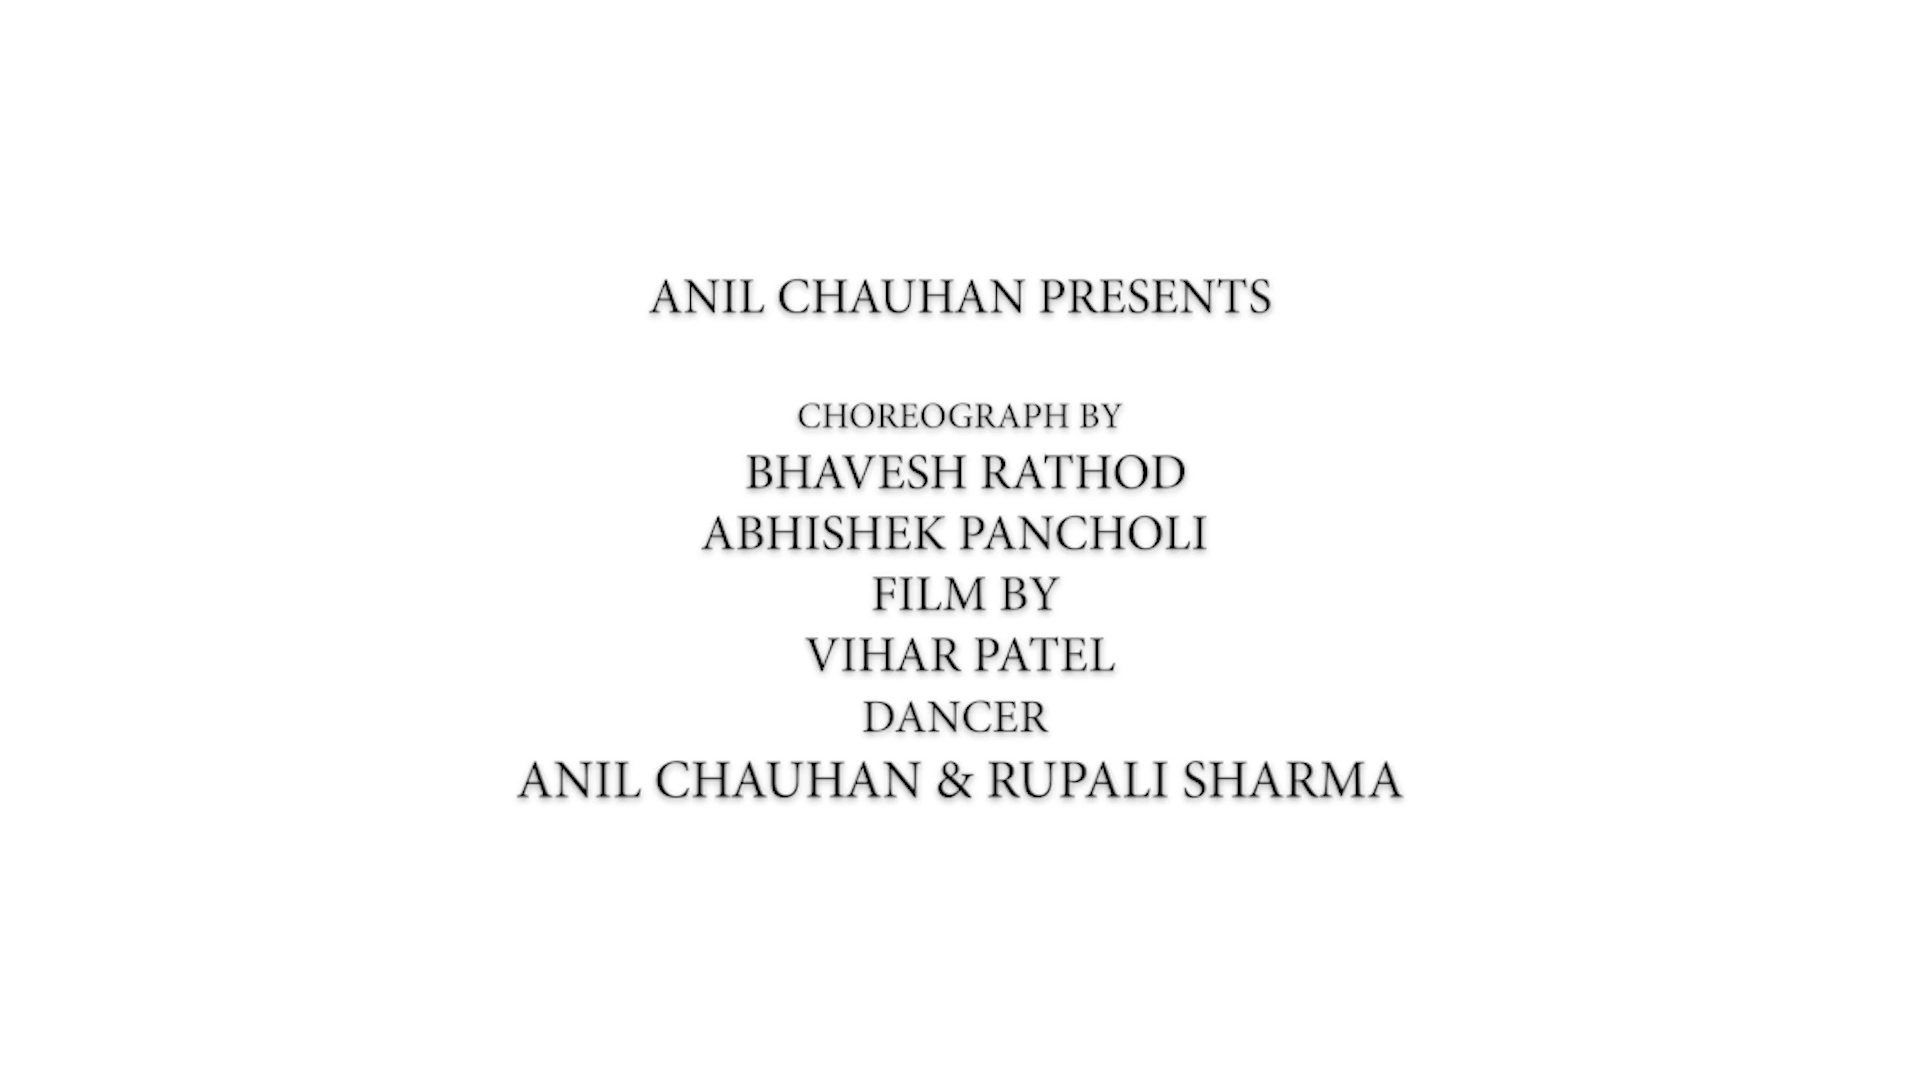 ANIL CHAUHAN PRESENTS
CHOREOGRAPH BY
BHAVESH RATHOD
ABHISHEK PANCHOLI
FILM BY
VIHAR PATEL
DANCER
ANIL CHAUHAN & RUPALI SHARMA